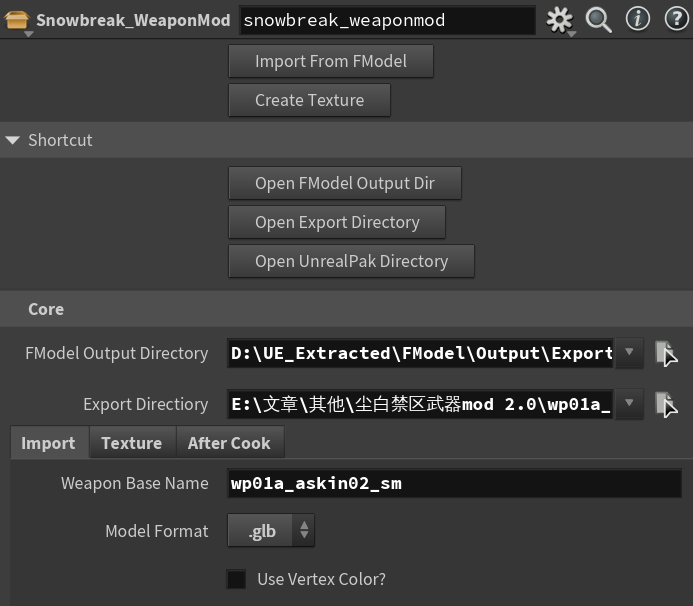 Snowbreak_WeaponMod snowbreak_weaponmod
Import From FModel
Create Texture
Shortcut
Open FModel Output Dir
Open Export Directory
Open UnrealPak Directory
Core
FModel Output Directory D:\UE_Extracted\FModel\Output\Export
Export Directiory E:\文章\其他\尘白禁区武器mod 2.0\wp01a_
Import Texture After Cook
Weapon Base Name wp01a_askin02_sm
Model Format .glb
Use Vertex Color?